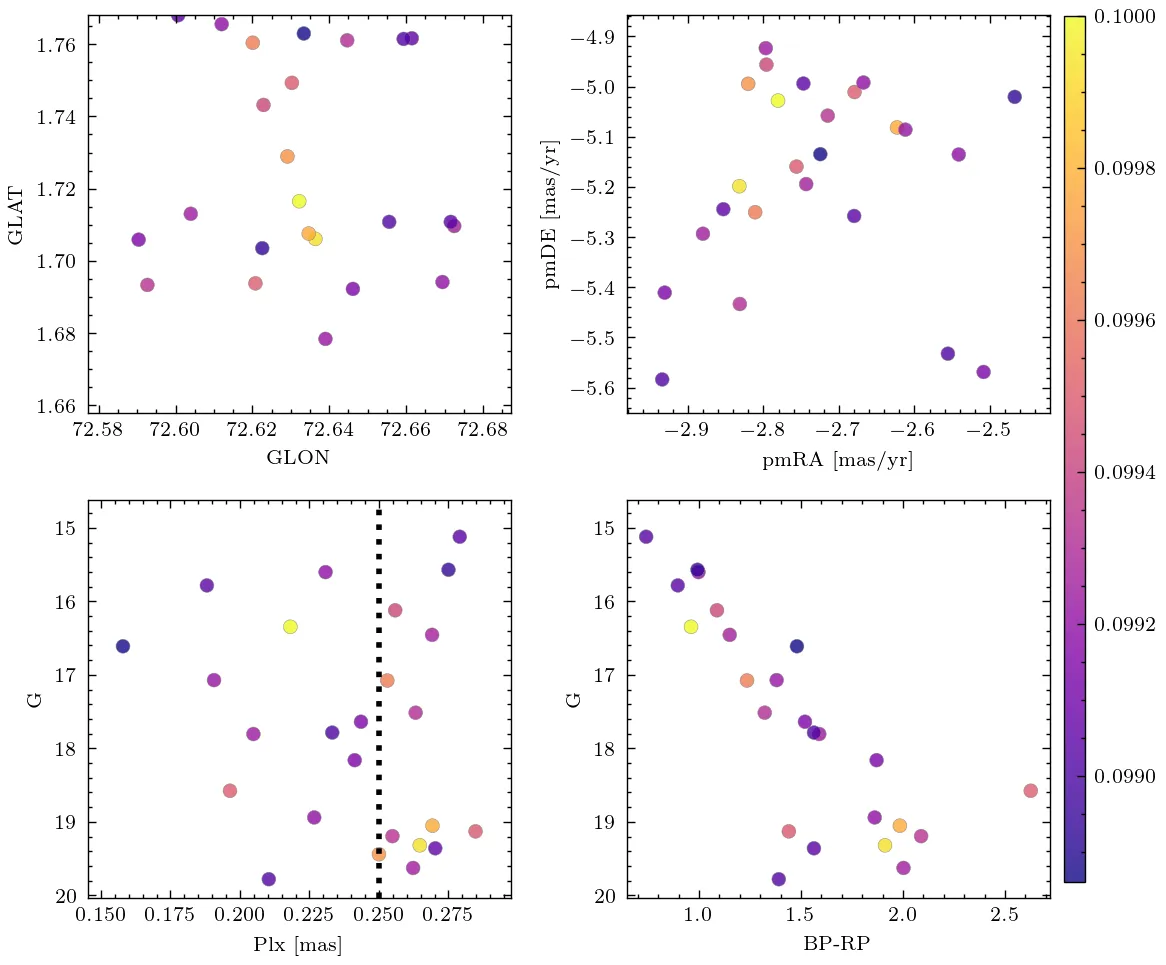 1.76
1.74
1.72
1.70
1.68
1.66
GLAT
72.58 72.60 72.62 72.64 72.66 72.68
GLON
−4.9
−5.0
−5.1
−5.2
−5.3
−5.4
−5.5
−5.6
pmDE [mas/yr]
−2.9 −2.8 −2.7 −2.6 −2.5
pmRA [mas/yr]
0.1000
0.0998
0.0996
0.0994
0.0992
0.0990
15
16
17
18
19
20
G
0.150 0.175 0.200 0.225 0.250 0.275
Plx [mas]
15
16
17
18
19
20
G
1.0 1.5 2.0 2.5
BP-RP